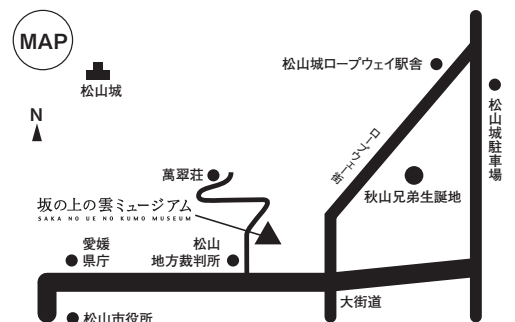 MAP
松山城
N
松山城ロープウェイ駅舎
松山城駐車場
ロープウェー街
萬翠荘
秋山兄弟生誕地
坂の上の雲ミュージアム
SAKA NO UE NO KUMO MUSEUM
愛媛
県庁
松山
地方裁判所
大街道
松山市役所